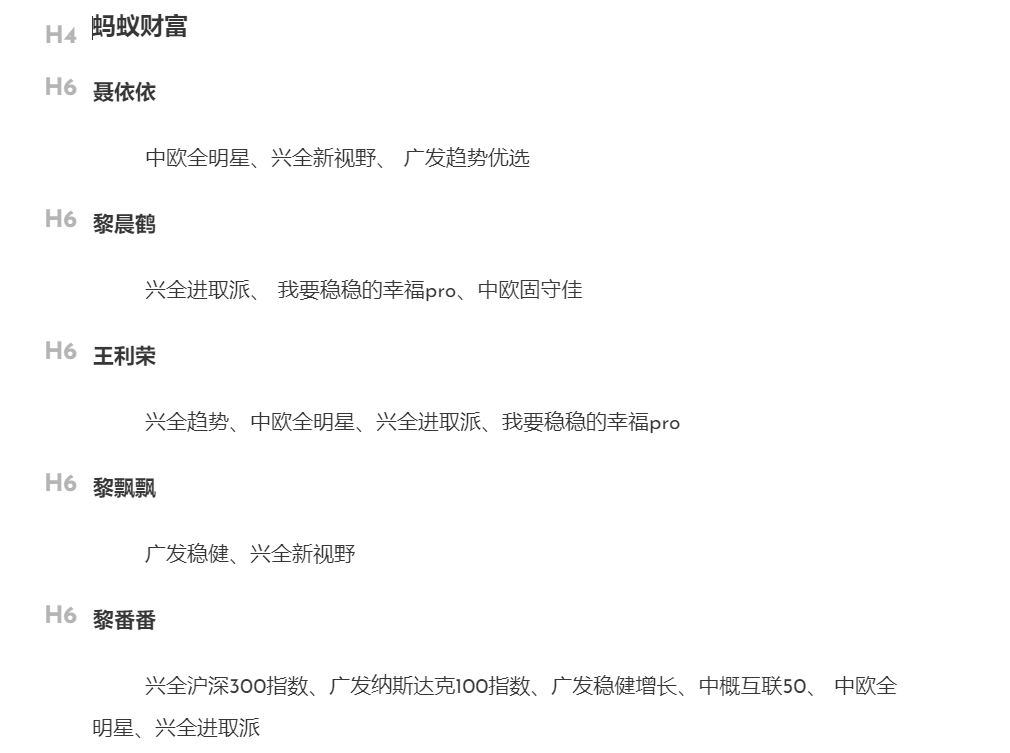 H4 蚂蚁财富
H6 聂依依
中欧全明星、兴全新视野、 广发趋势优选
H6 黎晨鹤
兴全进取派、 我要稳稳的幸福pro、中欧固守佳
H6 王利荣
兴全趋势、中欧全明星、兴全进取派、我要稳稳的幸福pro
H6 黎飘飘
广发稳健、兴全新视野
H6 黎番番
兴全沪深300指数、广发纳斯达克100指数、广发稳健增长、中概互联50、 中欧全
明星、兴全进取派